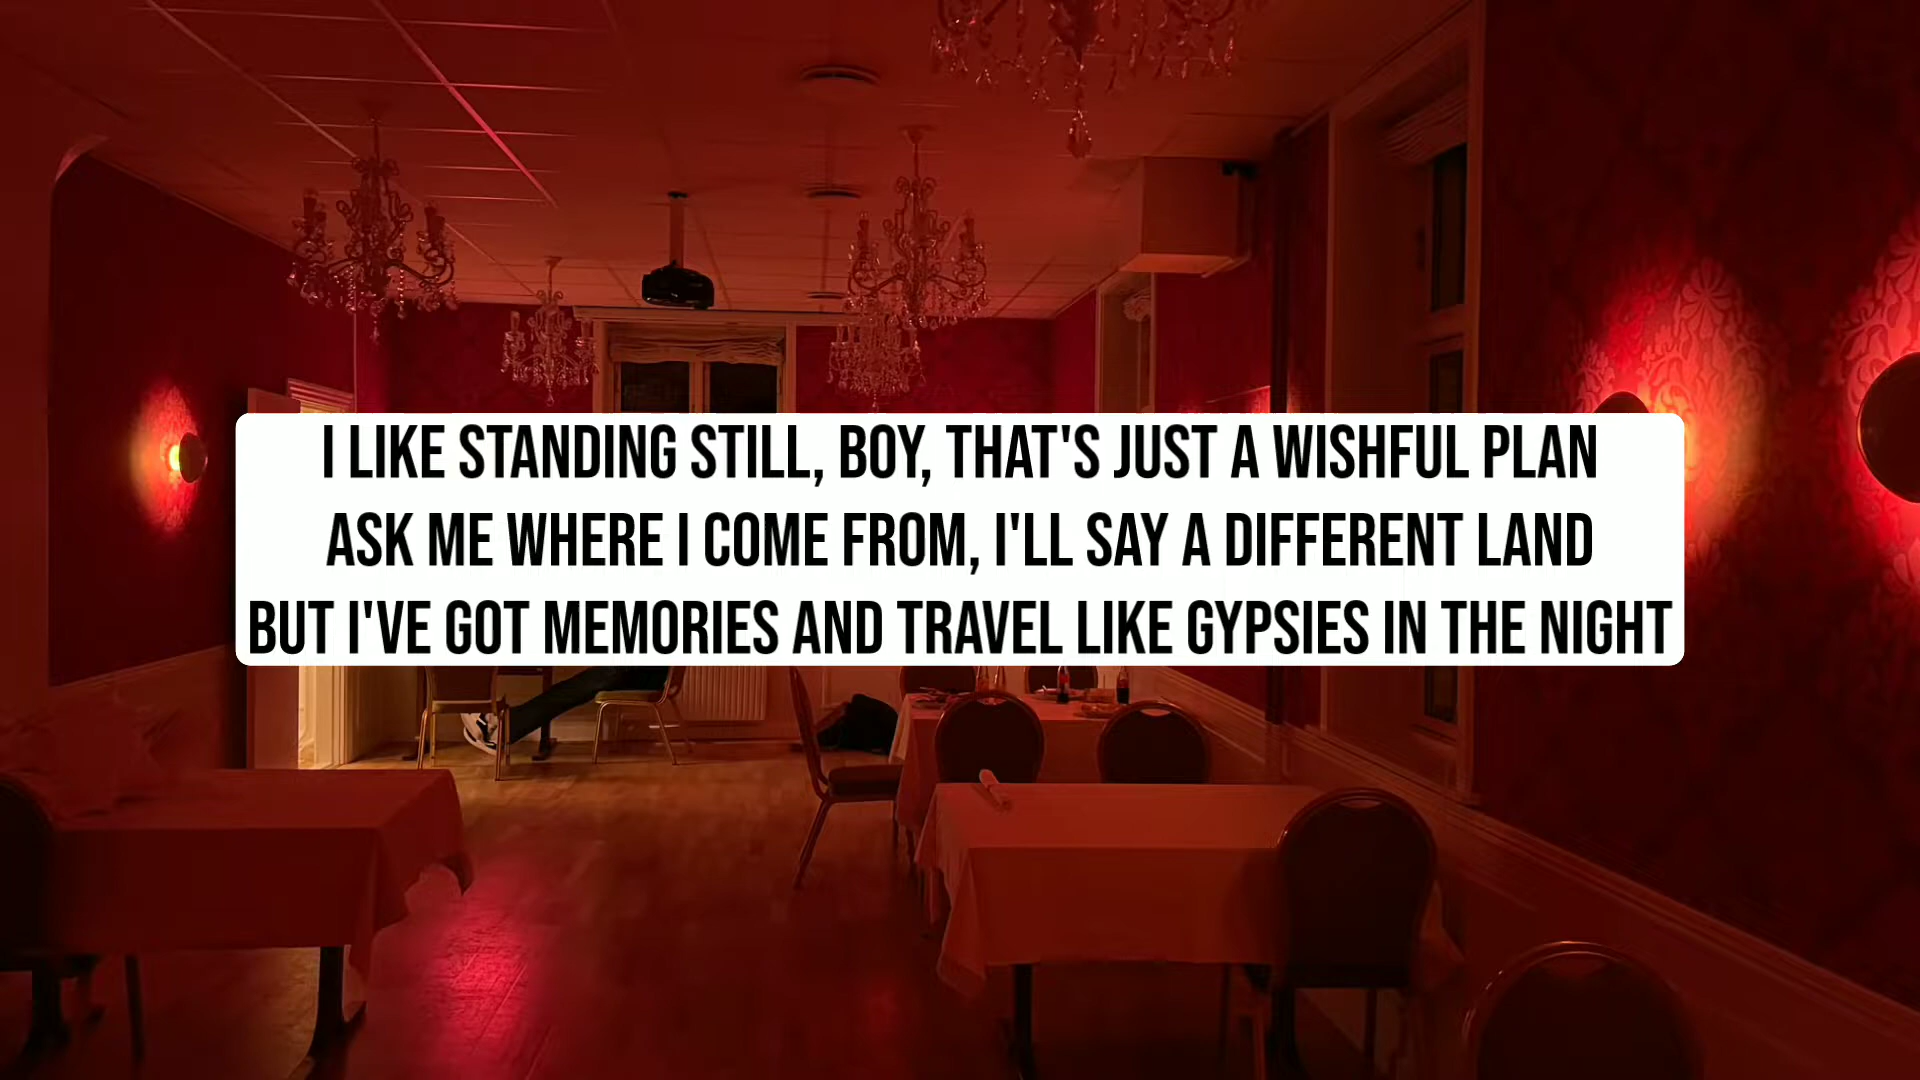 I LIKE STANDING STILL, BOY, THAT'S JUST A WISHFUL PLAN
ASK ME WHERE I COME FROM, I'LL SAY A DIFFERENT LAND
BUT I'VE GOT MEMORIES AND TRAVEL LIKE GYPSIES IN THE NIGHT